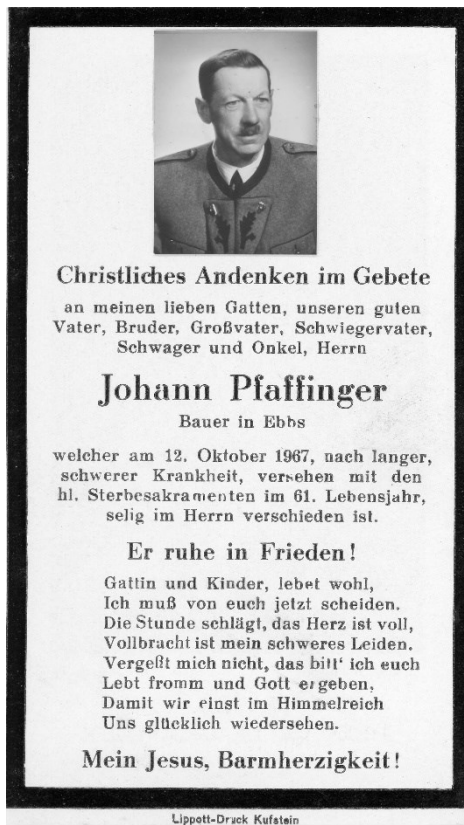 Christliches Andenken im Gebete
an meinen lieben Gatten, unseren guten
Vater, Bruder, Großvater, Schwiegervater,
Schwager und Onkel, Herrn
Johann Pfaffinger
Bauer in Ebbs
welcher am 12. Oktober 1967, nach langer,
schwerer Krankheit, versehen mit den
hl. Sterbesakramenten im 61. Lebensjahr,
selig im Herrn verschieden ist.
Er ruhe in Frieden!
Gattin und Kinder, lebet wohl,
Ich muß von euch jetzt scheiden.
Die Stunde schlägt, das Herz ist voll,
Vollbracht ist mein schweres Leiden.
Vergeßt mich nicht, das bitt' ich euch
Lebt fromm und Gott ergeben,
Damit wir einst im Himmelreich
Uns glücklich wiedersehen.
Mein Jesus, Barmherzigkeit!
Lippott-Druck Kufstein